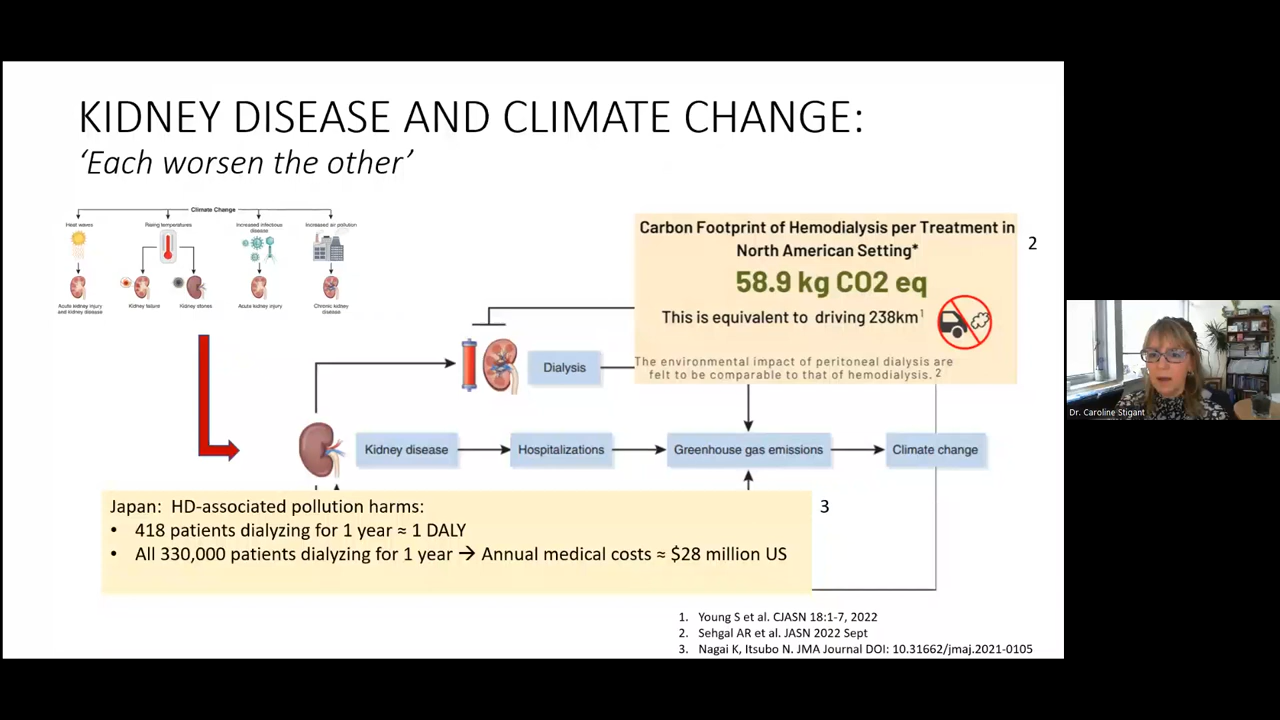 KIDNEY DISEASE AND CLIMATE CHANGE:
‘Each worsen the other’
Climate Change
Heat waves
Rising temperatures
Increased infectious
disease
Increased air pollution
Acute kidney injury
and kidney disease
Kidney failure
Kidney stones
Acute kidney injury
Chronic kidney
disease
Carbon Footprint of Hemodialysis per Treatment in
North American Setting*
58.9 kg CO2 eq
This is equivalent to driving 238km1
The environmental impact of peritoneal dialysis are
felt to be comparable to that of hemodialysis. 2
2
Dialysis
Kidney disease
Hospitalizations
Greenhouse gas emissions
Climate change
Japan: HD-associated pollution harms:
• 418 patients dialyzing for 1 year ≈ 1 DALY
• All 330,000 patients dialyzing for 1 year → Annual medical costs ≈ $28 million US
3
1. Young S et al. CJASN 18:1-7, 2022
2. Sehgal AR et al. JASN 2022 Sept
3. Nagai K, Itsubo N. JMA Journal DOI: 10.31662/jmaj.2021-0105
Dr. Caroline Stigant